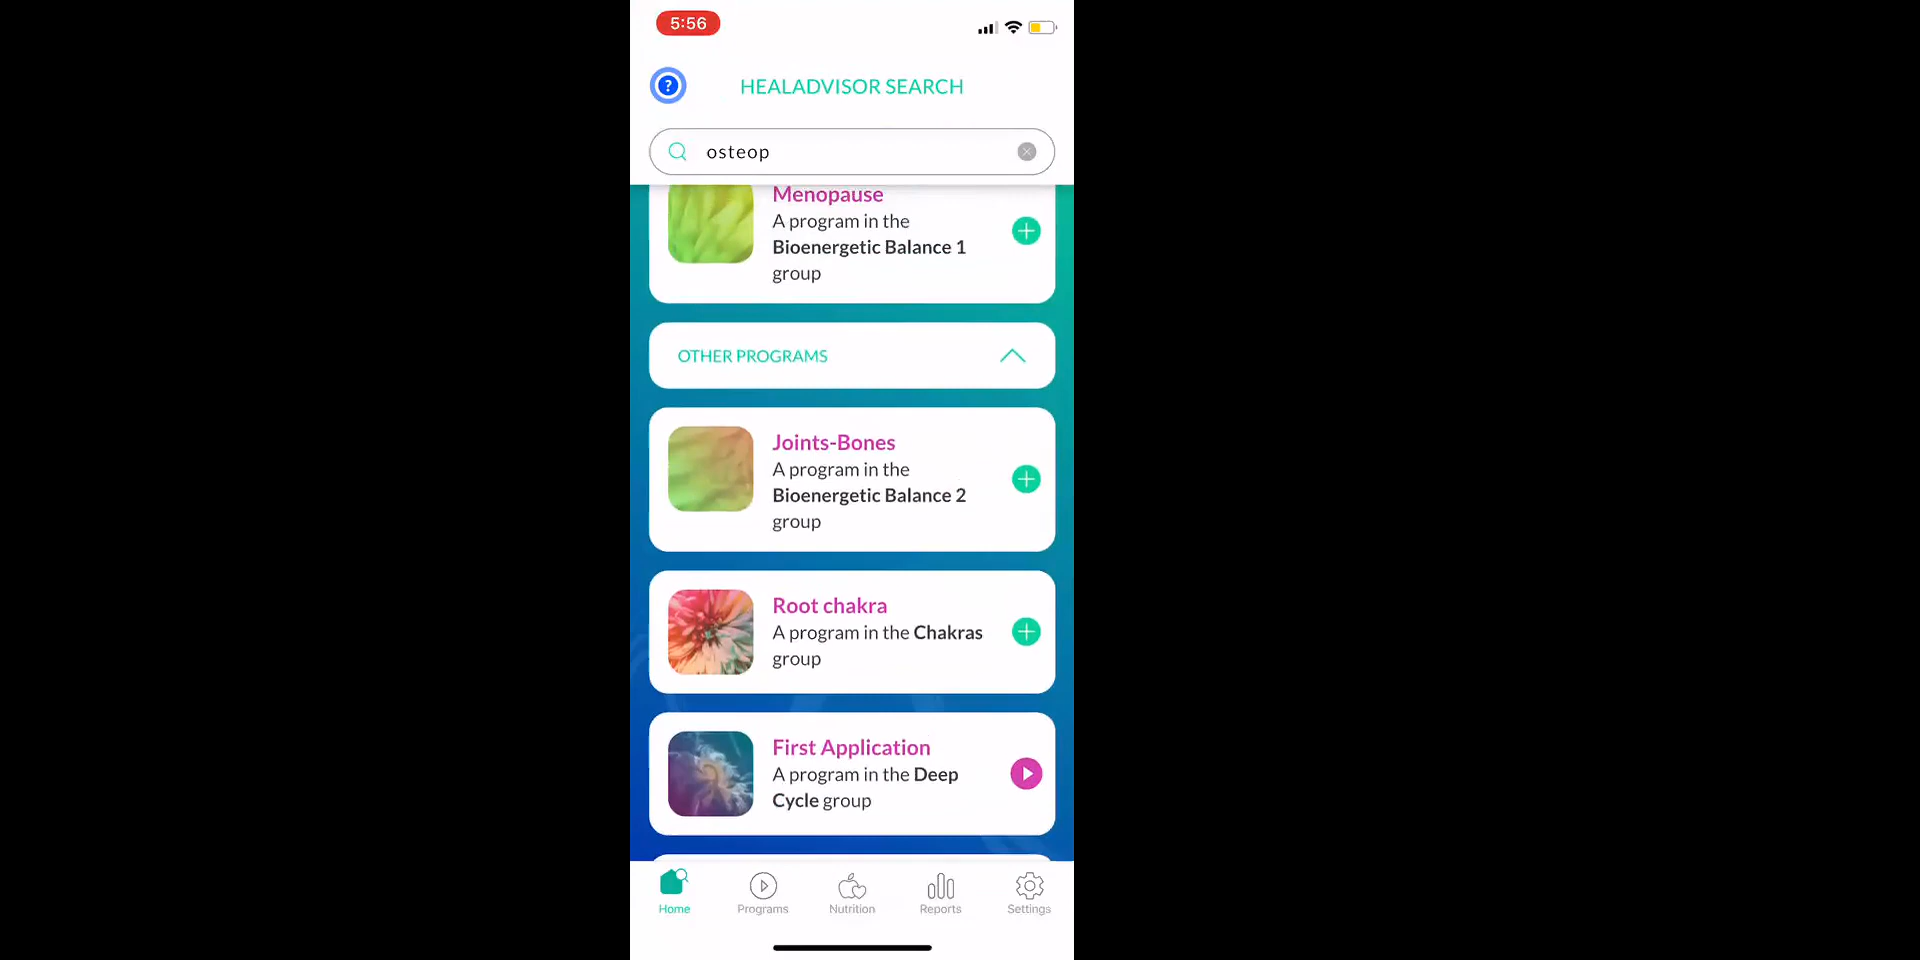 5:56
?
HEALADVISOR SEARCH
osteop
Menopause
A program in the
Bioenergetic Balance 1
group
OTHER PROGRAMS
Joints-Bones
A program in the
Bioenergetic Balance 2
group
Root chakra
A program in the Chakras
group
First Application
A program in the Deep
Cycle group
Home
Programs
Nutrition
Reports
Settings